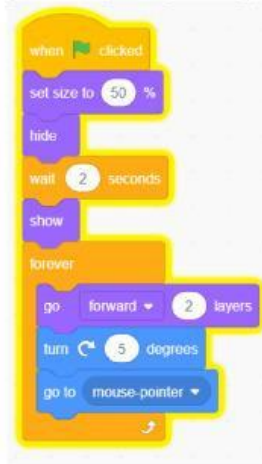 when clicked
set size to 50 %
hide
wait 2 seconds
show
forever
go forward 2 layers
turn 5 degrees
go to mouse-pointer